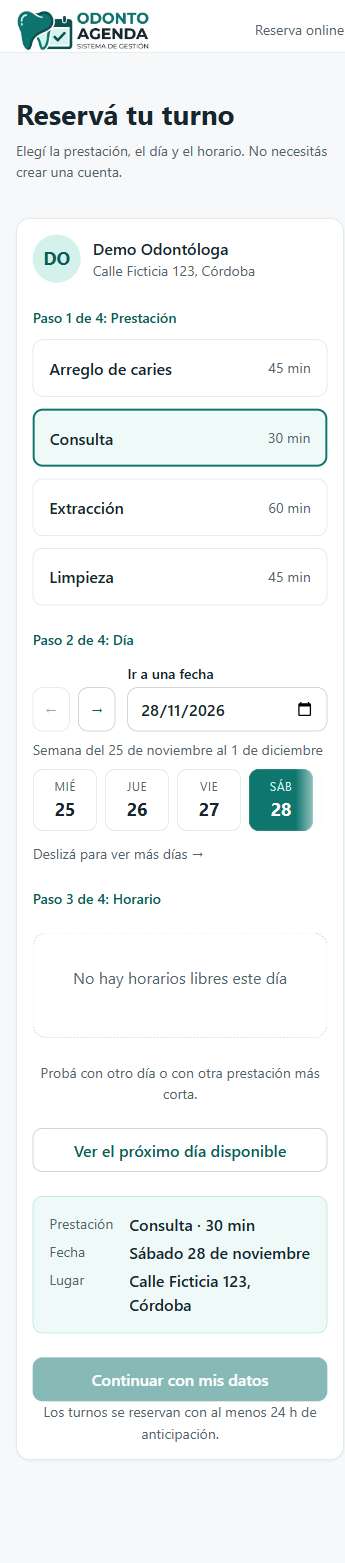 ODONTO
AGENDA
SISTEMA DE GESTIÓN
Reserva online
Reservá tu turno
Elegí la prestación, el día y el horario. No necesitás
crear una cuenta.
DO
Demo Odontóloga
Calle Ficticia 123, Córdoba
Paso 1 de 4: Prestación
Arreglo de caries 45 min
Consulta 30 min
Extracción 60 min
Limpieza 45 min
Paso 2 de 4: Día
Ir a una fecha
← → 28/11/2026
Semana del 25 de noviembre al 1 de diciembre
MIÉ JUE VIE SÁB
25 26 27 28
Deslizá para ver más días →
Paso 3 de 4: Horario
No hay horarios libres este día
Probá con otro día o con otra prestación más
corta.
Ver el próximo día disponible
Prestación Consulta · 30 min
Fecha Sábado 28 de noviembre
Lugar Calle Ficticia 123,
Córdoba
Continuar con mis datos
Los turnos se reservan con al menos 24 h de
anticipación.